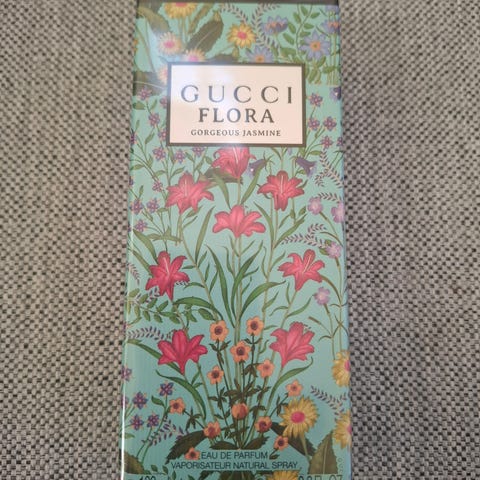 GUCCI
FLORA
GORGEOUS JASMINE
EAU DE PARFUM
VAPORISATEUR NATURAL SPRAY